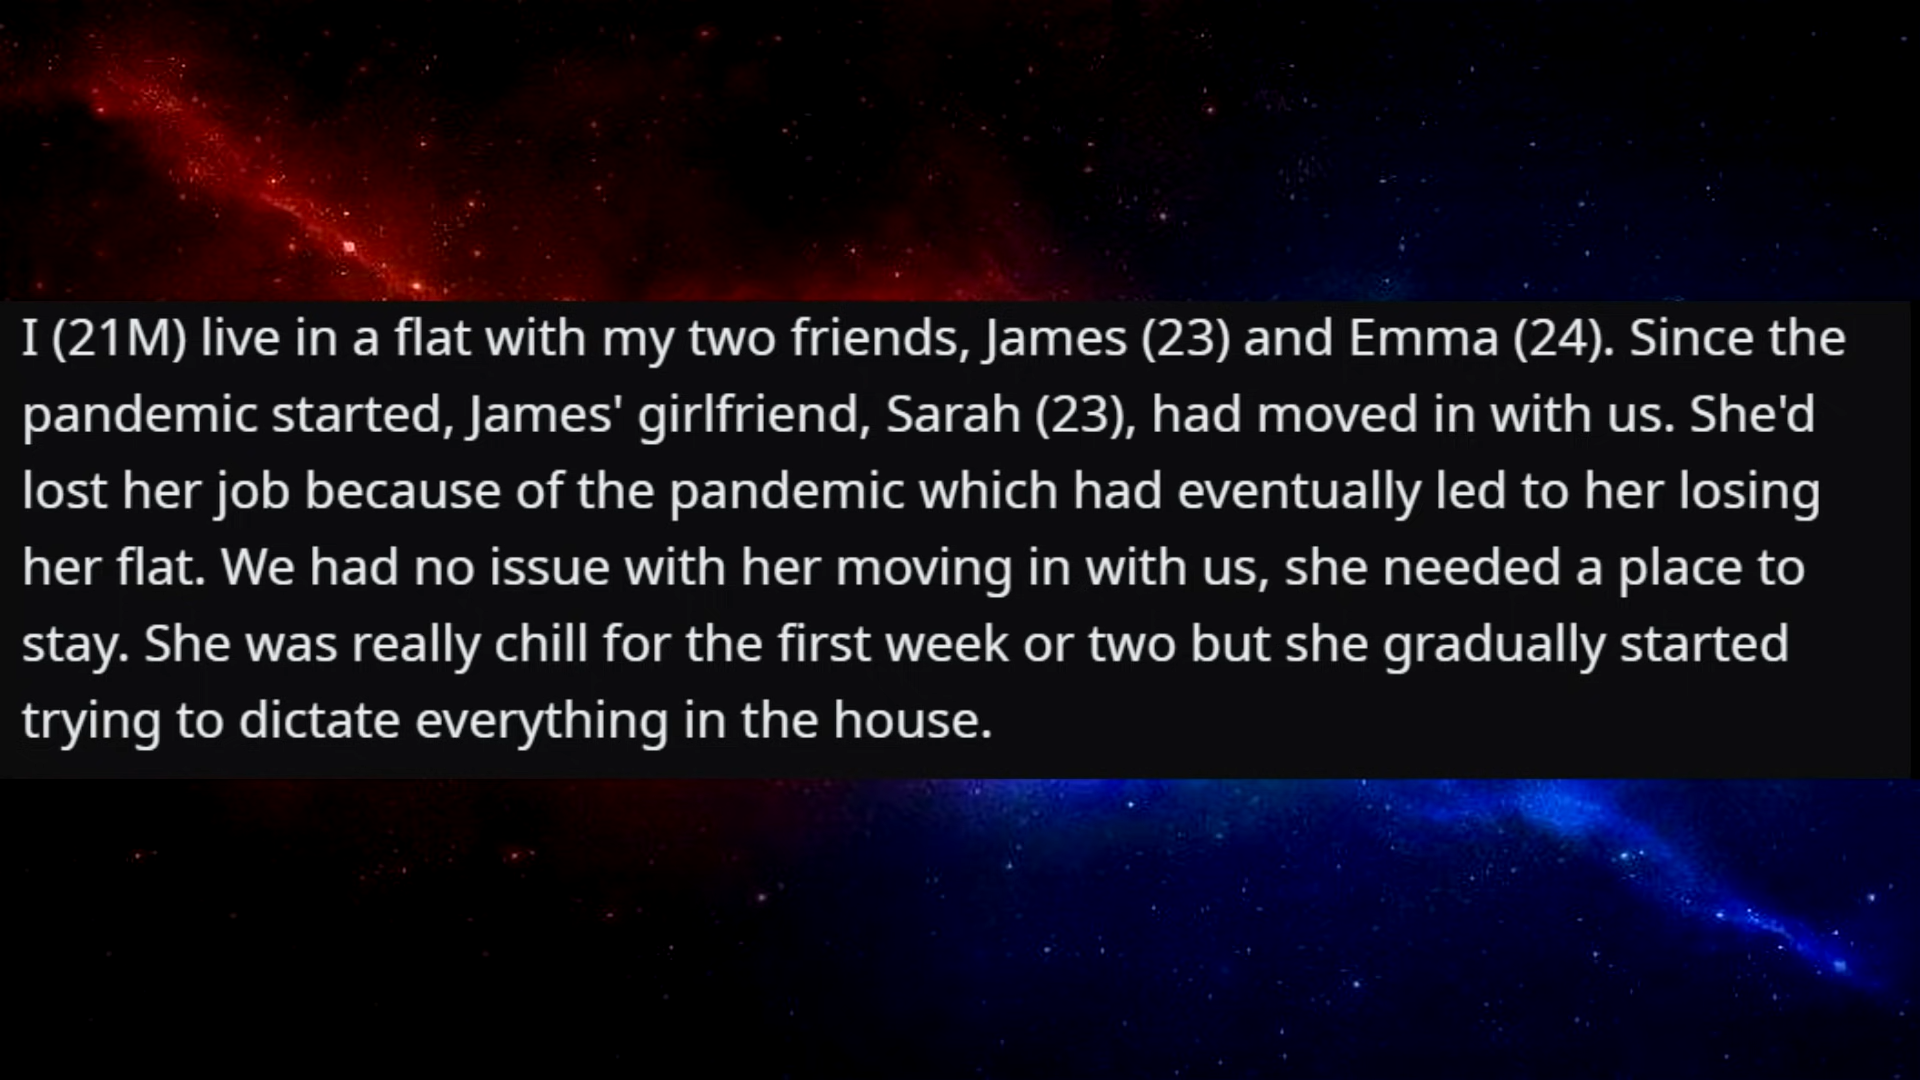 I (21M) live in a flat with my two friends, James (23) and Emma (24). Since the
pandemic started, James' girlfriend, Sarah (23), had moved in with us. She'd
lost her job because of the pandemic which had eventually led to her losing
her flat. We had no issue with her moving in with us, she needed a place to
stay. She was really chill for the first week or two but she gradually started
trying to dictate everything in the house.